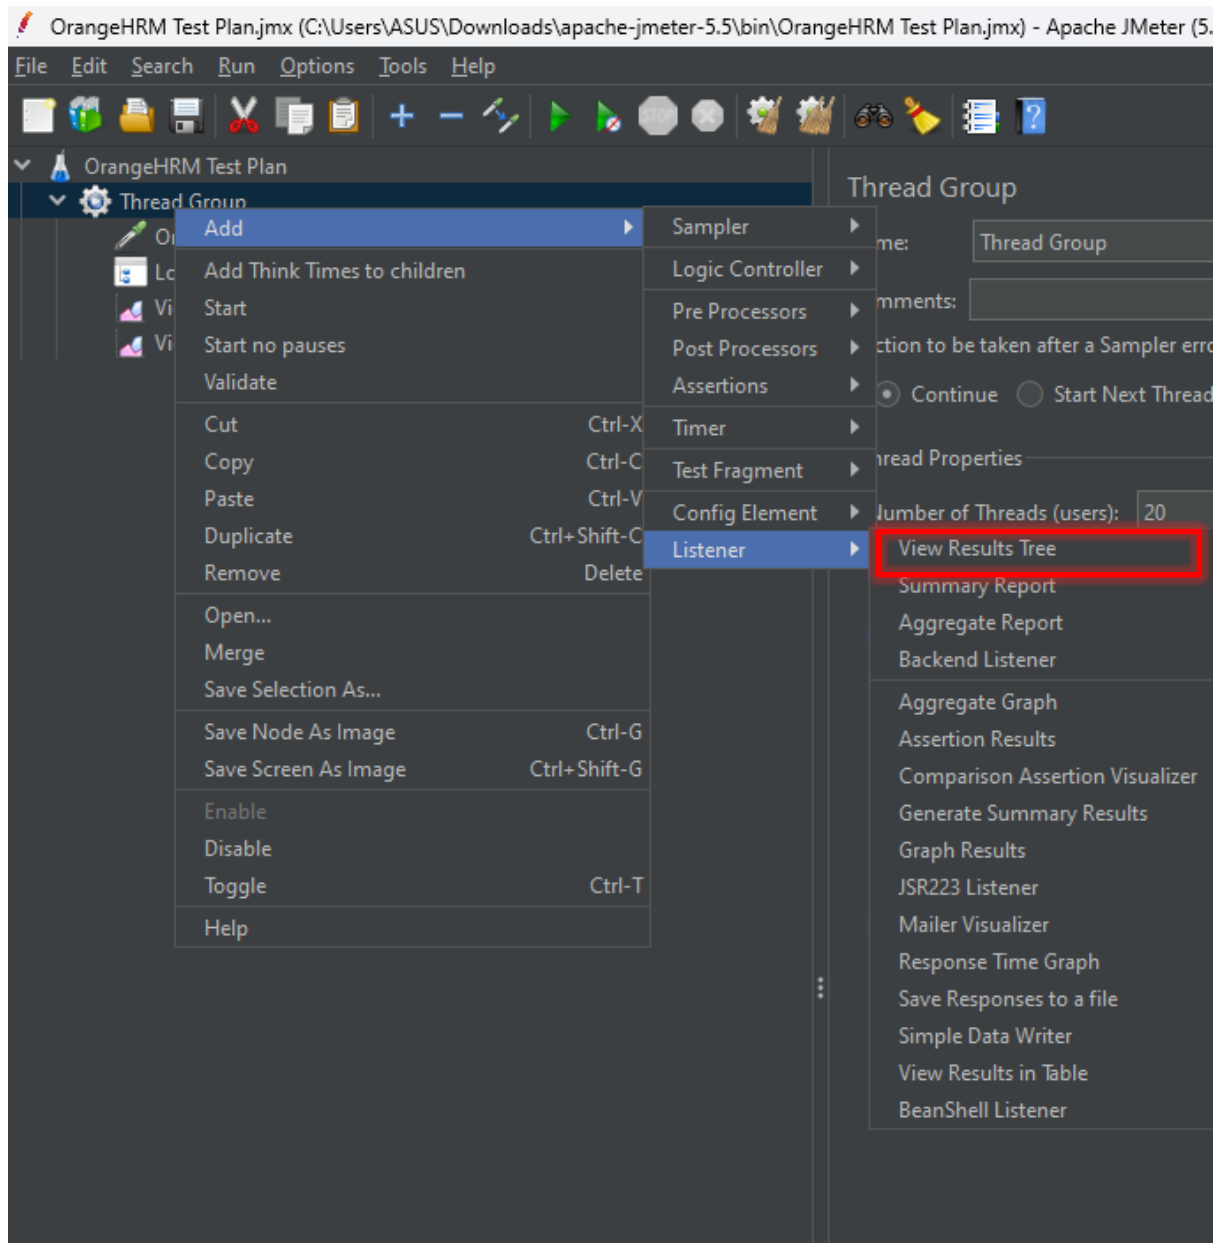 OrangeHRM Test Plan.jmx (C:\Users\ASUS\Downloads\apache-jmeter-5.5\bin\OrangeHRM Test Plan.jmx) - Apache JMeter (5.
File Edit Search Run Options Tools Help
STOP
OrangeHRM Test Plan
Thread Group
Or
Lo
Vi
Vi
Add
Add Think Times to children
Start
Start no pauses
Validate
Cut Ctrl-X
Copy Ctrl-C
Paste Ctrl-V
Duplicate Ctrl+Shift-C
Remove Delete
Open...
Merge
Save Selection As...
Save Node As Image Ctrl-G
Save Screen As Image Ctrl+Shift-G
Enable
Disable
Toggle Ctrl-T
Help
Sampler
Logic Controller
Pre Processors
Post Processors
Assertions
Timer
Test Fragment
Config Element
Listener
Thread Group
me: Thread Group
mments:
ction to be taken after a Sampler erro
Continue Start Next Thread
hread Properties
Number of Threads (users): 20
View Results Tree
Summary Report
Aggregate Report
Backend Listener
Aggregate Graph
Assertion Results
Comparison Assertion Visualizer
Generate Summary Results
Graph Results
JSR223 Listener
Mailer Visualizer
Response Time Graph
Save Responses to a file
Simple Data Writer
View Results in Table
BeanShell Listener